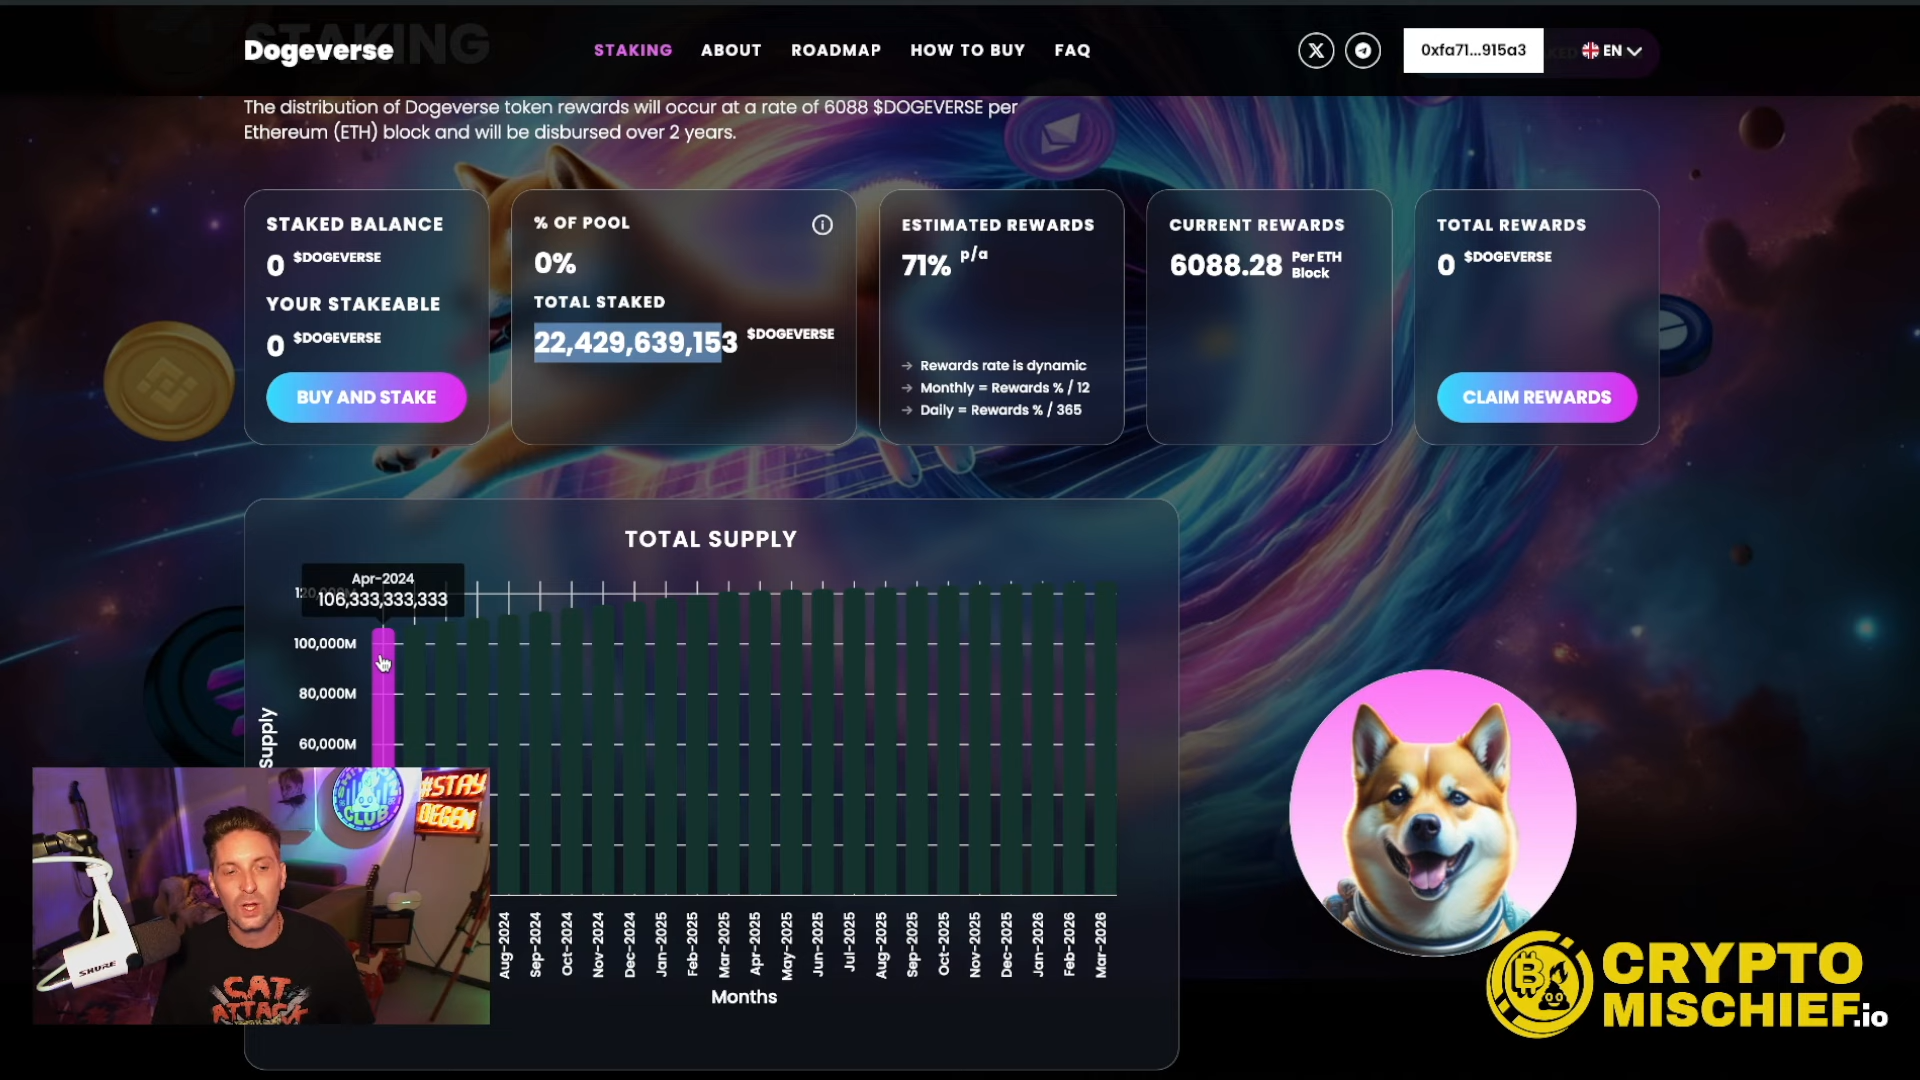 STAKING
Dogeverse
STAKING
ABOUT
ROADMAP
HOW TO BUY
FAQ
0xfa71...915a3
EN
The distribution of Dogeverse token rewards will occur at a rate of 6088 $DOGEVERSE per
Ethereum (ETH) block and will be disbursed over 2 years.
STAKED BALANCE
0 $DOGEVERSE
YOUR STAKEABLE
0 $DOGEVERSE
BUY AND STAKE
% OF POOL
0%
TOTAL STAKED
22,429,639,153 $DOGEVERSE
ESTIMATED REWARDS
71% p/a
→ Rewards rate is dynamic
→ Monthly = Rewards % / 12
→ Daily = Rewards % / 365
CURRENT REWARDS
6088.28 Per ETH
Block
TOTAL REWARDS
0 $DOGEVERSE
CLAIM REWARDS
TOTAL SUPPLY
Apr-2024
106,333,333,333
100,000M
80,000M
60,000M
Supply
Aug-2024
Sep-2024
Oct-2024
Nov-2024
Dec-2024
Jan-2025
Feb-2025
Mar-2025
Apr-2025
May-2025
Jun-2025
Jul-2025
Aug-2025
Sep-2025
Oct-2025
Nov-2025
Dec-2025
Jan-2026
Feb-2026
Mar-2026
Months
CLUB
#STAY
DEGEN
SHURE
CAT
ATTACK
CRYPTO
MISCHIEF.io